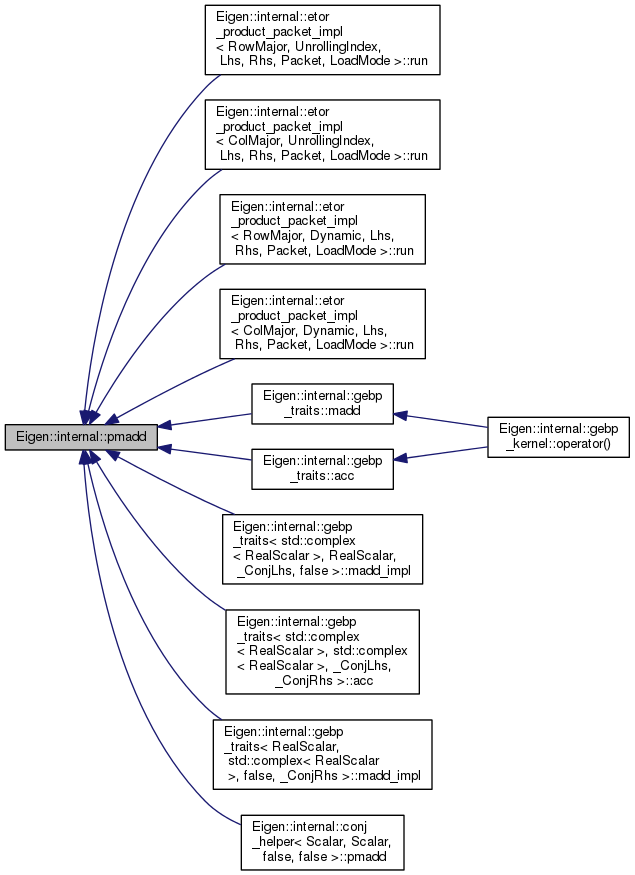 Eigen::internal::etor
_product_packet_impl
< RowMajor, UnrollingIndex,
Lhs, Rhs, Packet, LoadMode >::run
Eigen::internal::etor
_product_packet_impl
< ColMajor, UnrollingIndex,
Lhs, Rhs, Packet, LoadMode >::run
Eigen::internal::etor
_product_packet_impl
< RowMajor, Dynamic, Lhs,
Rhs, Packet, LoadMode >::run
Eigen::internal::etor
_product_packet_impl
< ColMajor, Dynamic, Lhs,
Rhs, Packet, LoadMode >::run
Eigen::internal::gebp
_traits::madd
Eigen::internal::pmadd
Eigen::internal::gebp
_kernel::operator()
Eigen::internal::gebp
_traits::acc
Eigen::internal::gebp
_traits< std::complex
< RealScalar >, RealScalar,
_ConjLhs, false >::madd_impl
Eigen::internal::gebp
_traits< std::complex
< RealScalar >, std::complex
< RealScalar >, _ConjLhs,
_ConjRhs >::acc
Eigen::internal::gebp
_traits< RealScalar,
std::complex< RealScalar
>, false, _ConjRhs >::madd_impl
Eigen::internal::conj
_helper< Scalar, Scalar,
false, false >::pmadd